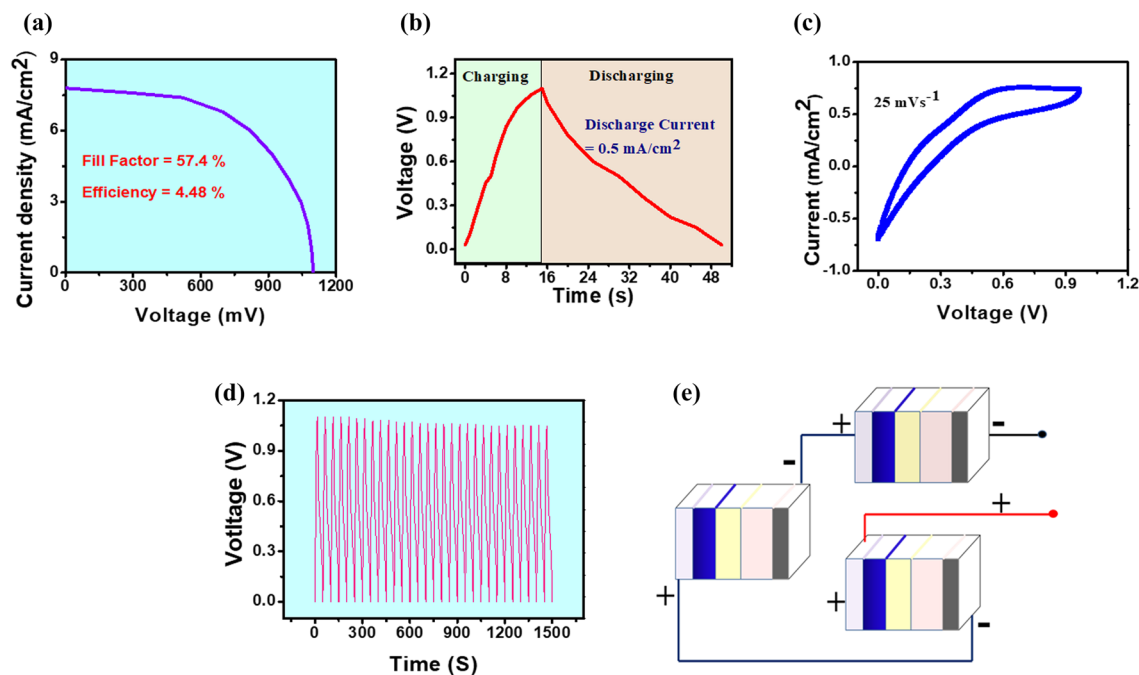 (a)
9
6
3
0
Current density (mA/cm2)
Fill Factor = 57.4 %
Efficiency = 4.48 %
0 300 600 900 1200
Voltage (mV)
(b)
1.2
0.9
0.6
0.3
0.0
Voltage (V)
Charging
Discharging
Discharge Current
= 0.5 mA/cm2
0 8 16 24 32 40 48
Time (s)
(c)
1.0
0.5
0.0
-0.5
-1.0
Current (mA/cm2)
25 mVs-1
0.0 0.3 0.6 0.9 1.2
Voltage (V)
(d)
1.2
0.9
0.6
0.3
0.0
Votltage (V)
0 300 600 900 1200 1500
Time (S)
(e)
+
-
-
+
+
+
-